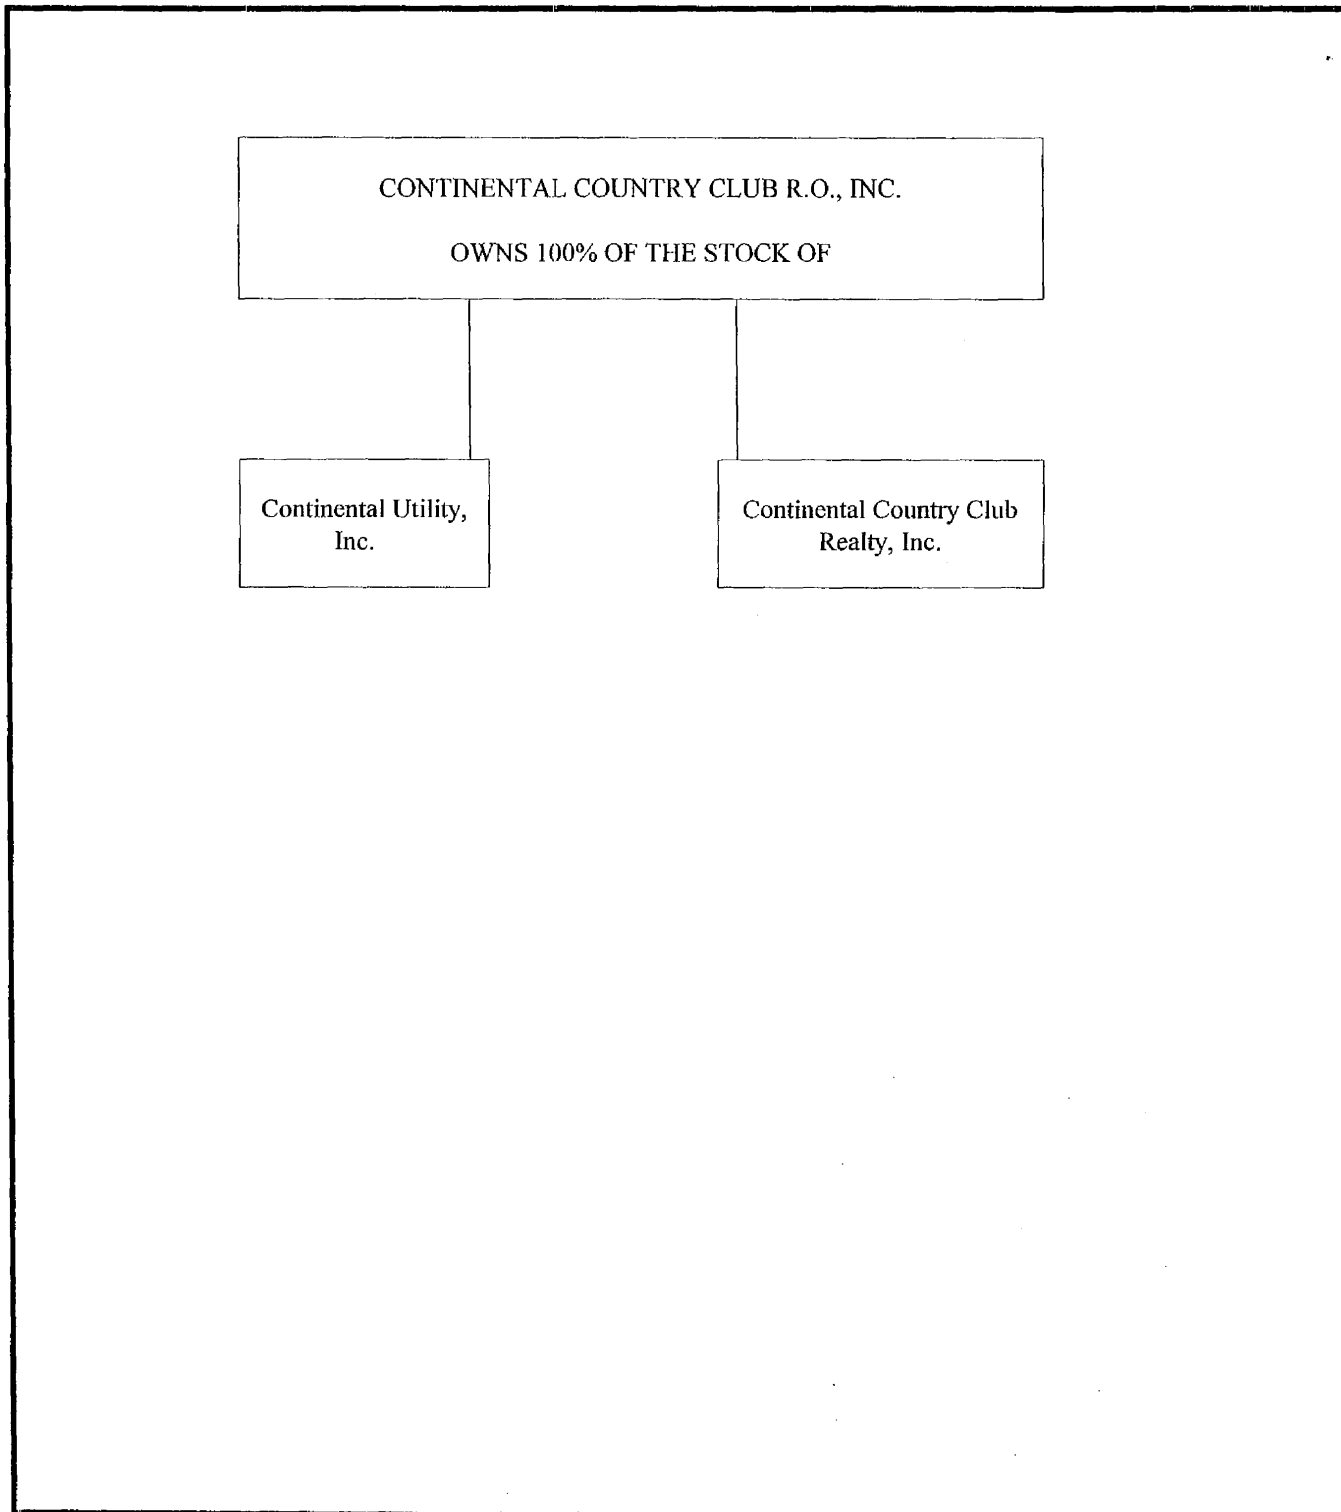 CONTINENTAL COUNTRY CLUB R.O., INC.
OWNS 100% OF THE STOCK OF
Continental Utility,
Inc.
Continental Country Club
Realty, Inc.